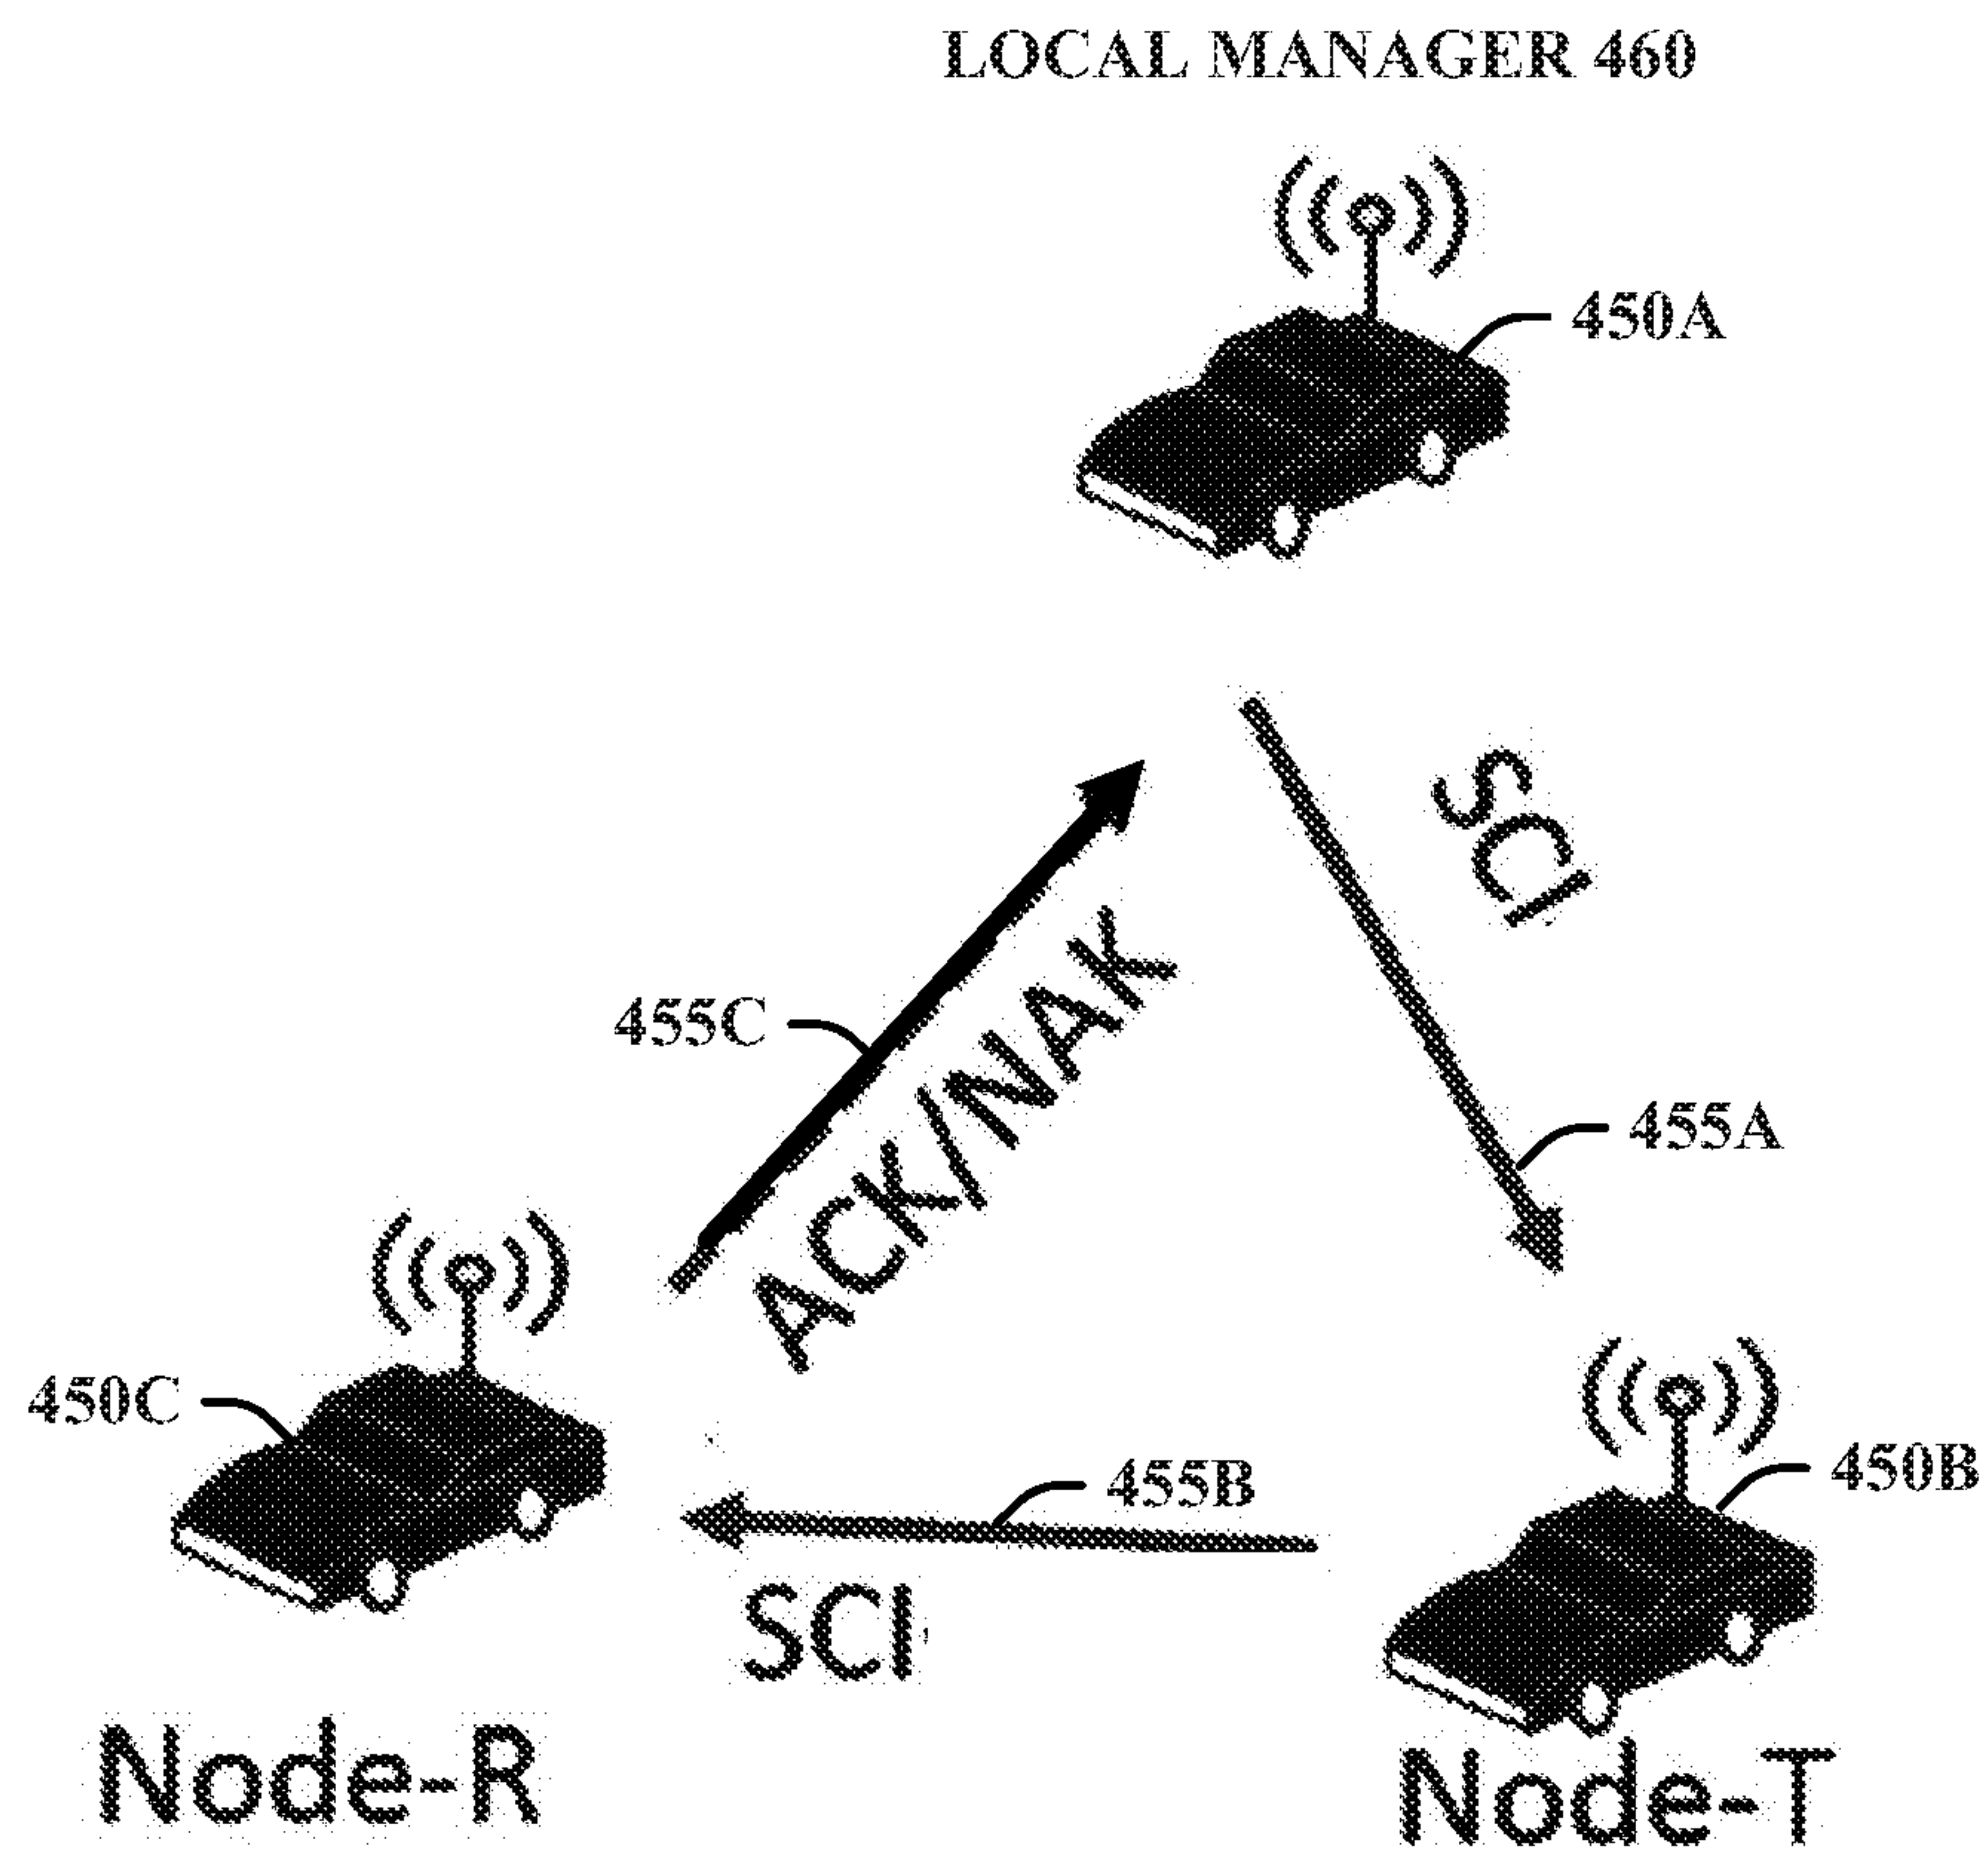 LOCAL MANAGER 460
450A
SCI
455C
ACK/NAK
455A
450C
455B
450B
SCI
Node-R
Node-T